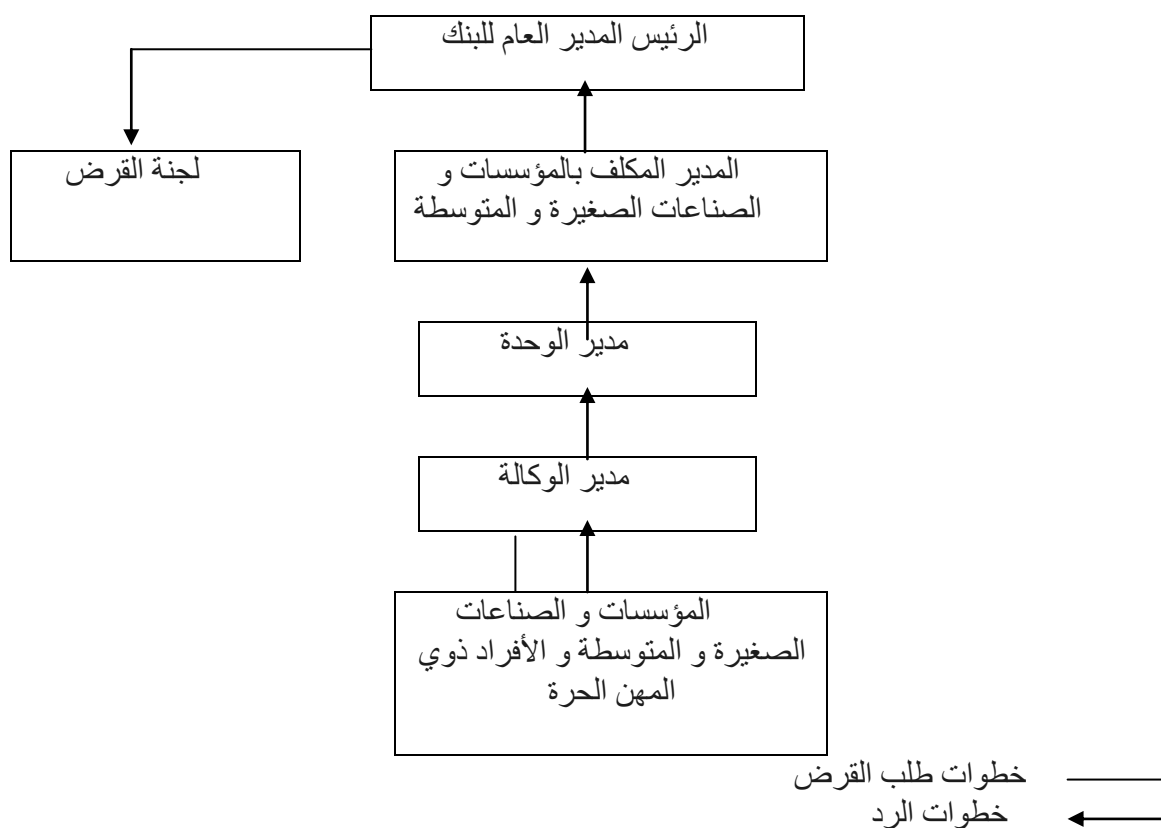 الرئيس المدير العام للبنك
لجنة القرض
المدير المكلف بالمؤسسات و
الصناعات الصغيرة و المتوسطة
مدير الوحدة
مدير الوكالة
المؤسسات و الصناعات
الصغيرة و المتوسطة و الأفراد ذوي
المهن الحرة
خطوات طلب القرض
خطوات الرد